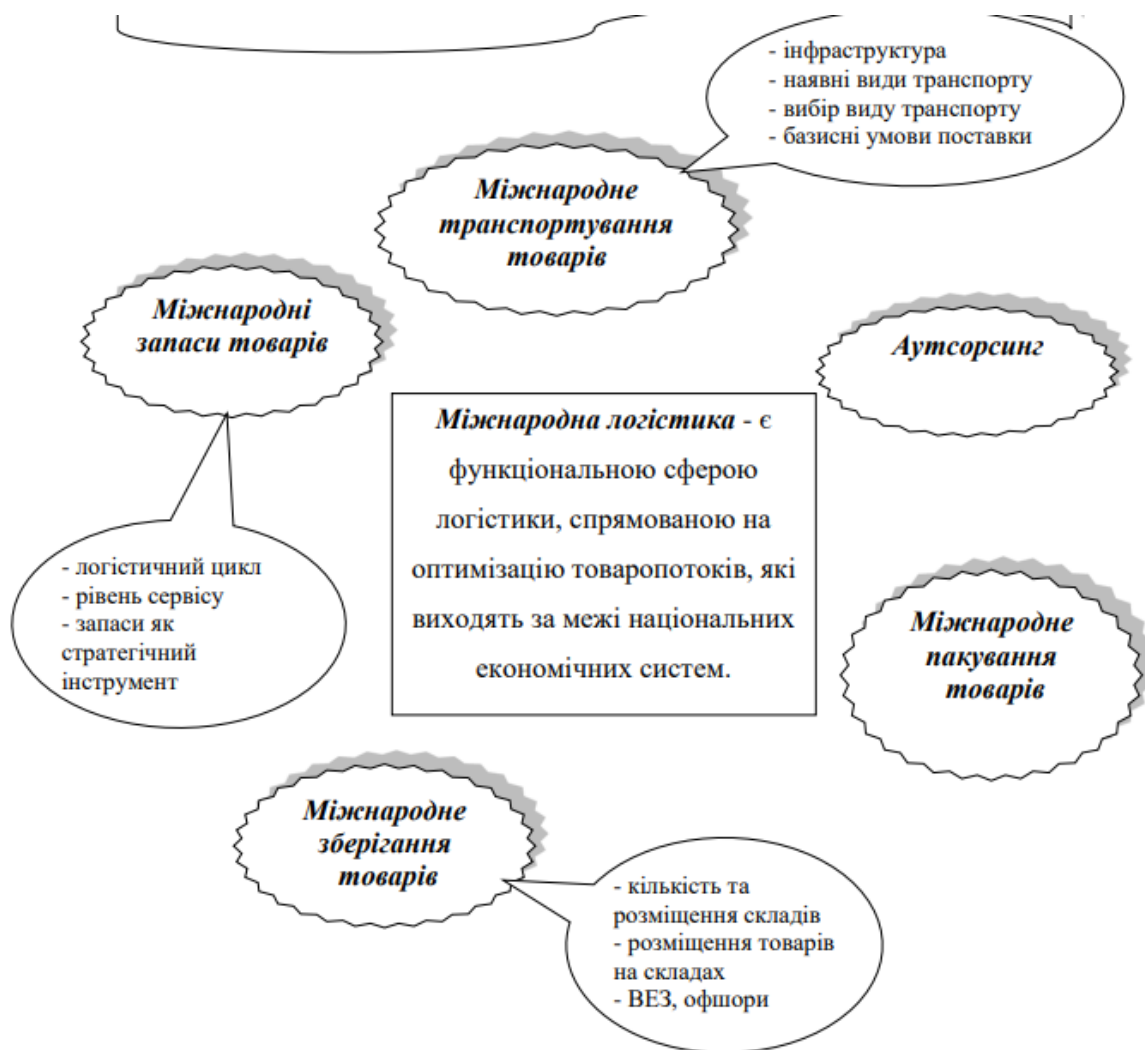 - інфраструктура
- наявні види транспорту
- вибір виду транспорту
- базисні умови поставки
Міжнародне
транспортування
товарів
Міжнародні
запаси товарів
Аутсорсинг
Міжнародна логістика - є
функціональною сферою
логістики, спрямованою на
оптимізацію товаропотоків, які
виходять за межі національних
економічних систем.
- логістичний цикл
- рівень сервісу
- запаси як
стратегічний
інструмент
Міжнародне
пакування
товарів
Міжнародне
зберігання
товарів
- кількість та
розміщення складів
- розміщення товарів
на складах
- ВЕЗ, офшори